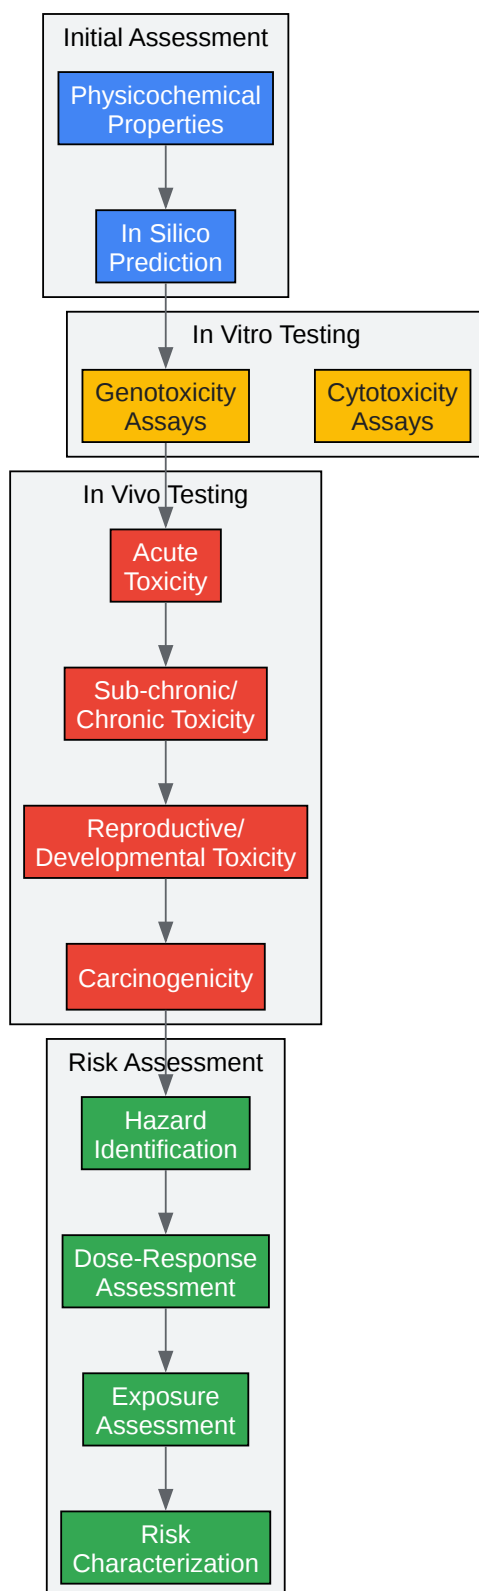 Initial Assessment
Physicochemical
Properties
In Silico
Prediction
In Vitro Testing
Genotoxicity
Assays
Cytotoxicity
Assays
In Vivo Testing
Acute
Toxicity
Sub-chronic/
Chronic Toxicity
Reproductive/
Developmental Toxicity
Carcinogenicity
Risk Assessment
Hazard
Identification
Dose-Response
Assessment
Exposure
Assessment
Risk
Characterization